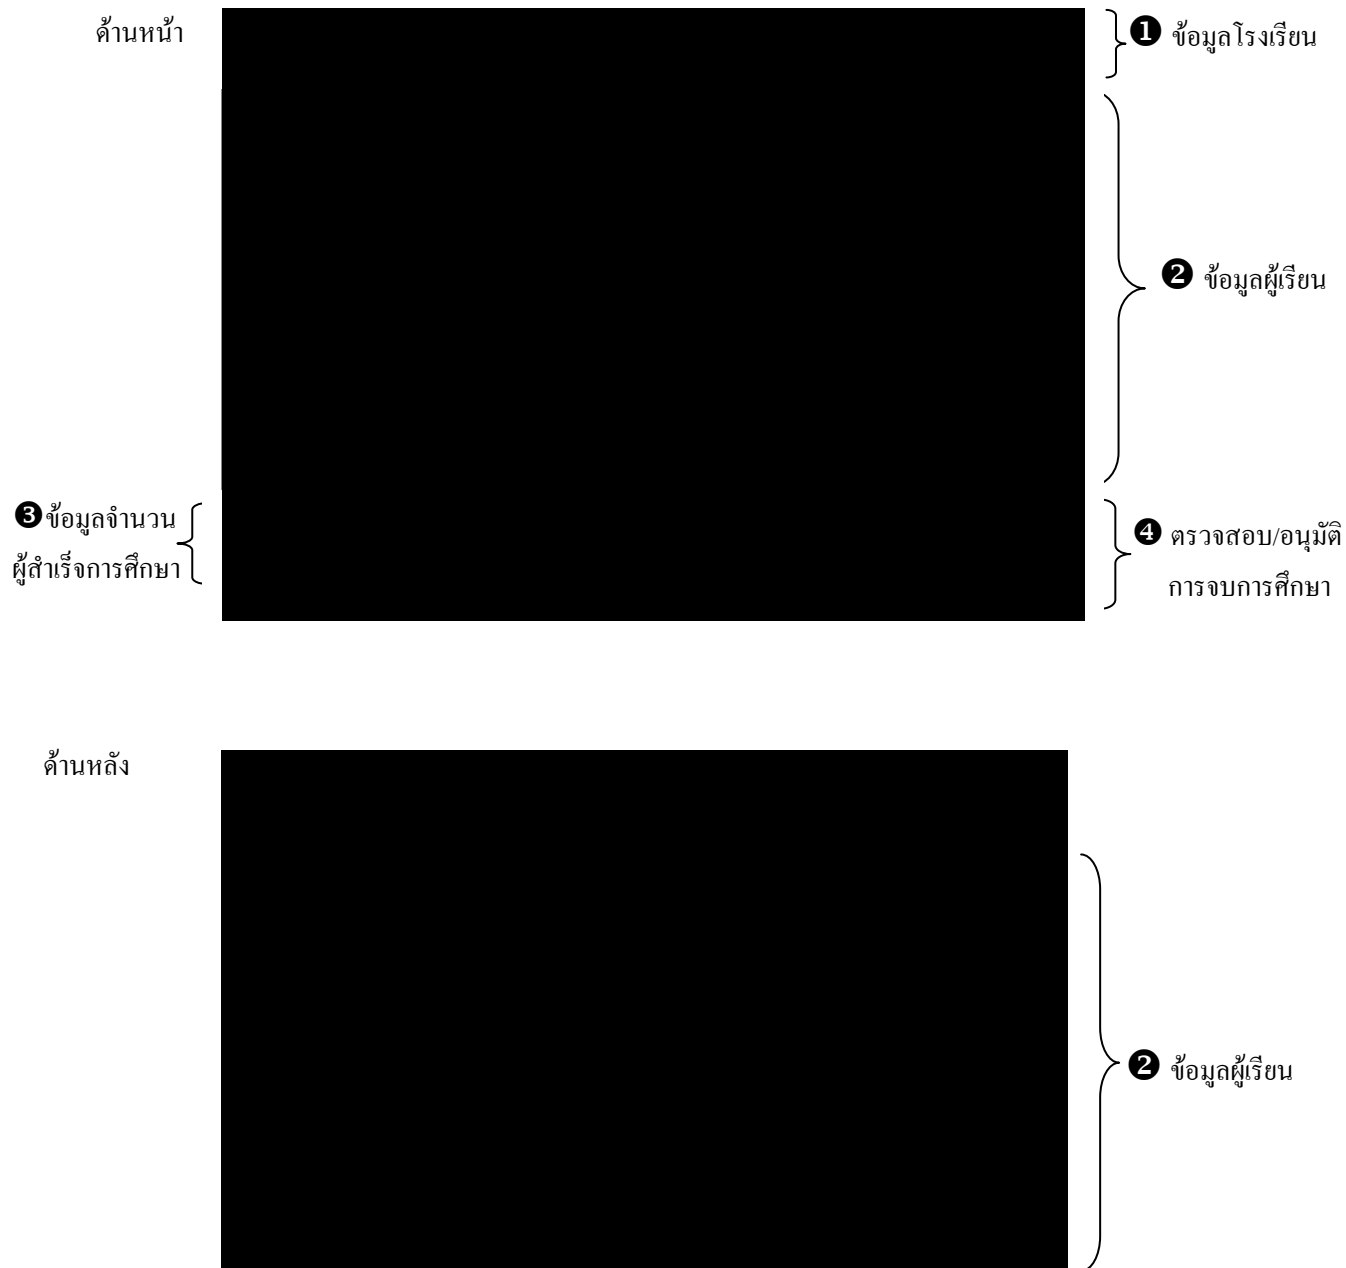 ด้านหน้า
❶ ข้อมูลโรงเรียน
❷ ข้อมูลผู้เรียน
❸ข้อมูลจำนวน
ผู้สำเร็จการศึกษา
❹ ตรวจสอบ/อนุมัติ
การจบการศึกษา
ด้านหลัง
❷ ข้อมูลผู้เรียน